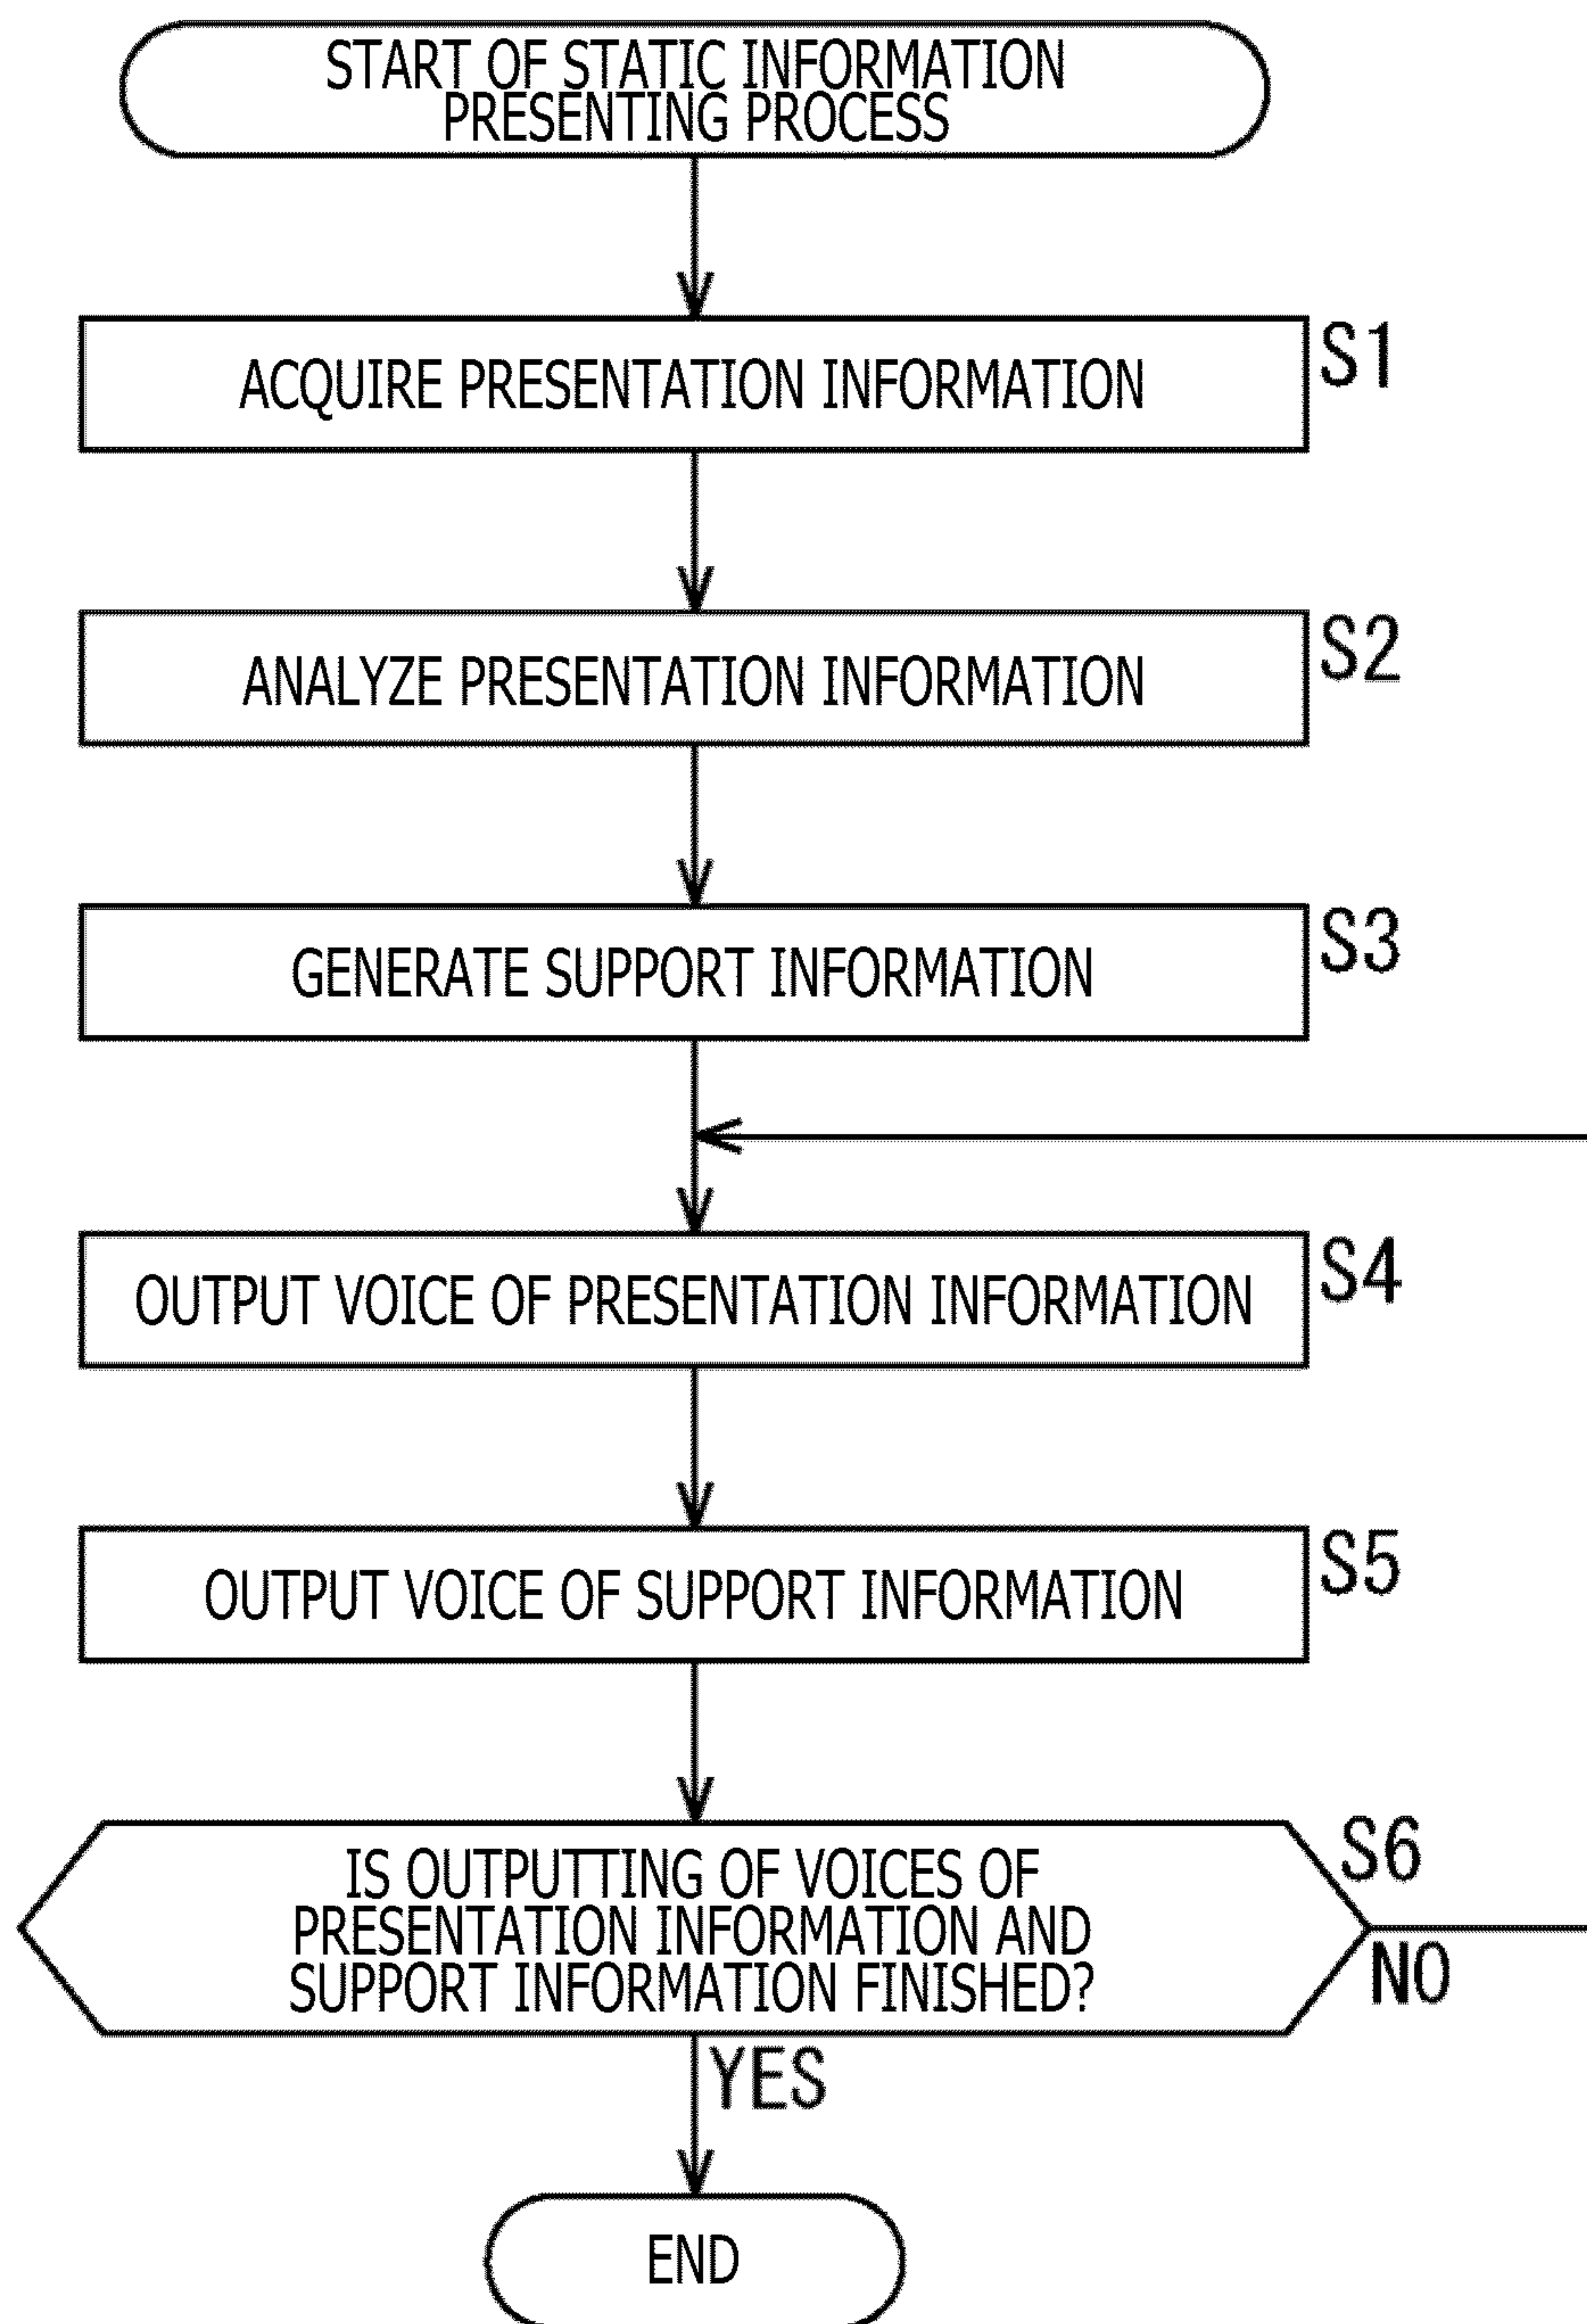 START OF STATIC INFORMATION
PRESENTING PROCESS
ACQUIRE PRESENTATION INFORMATION
S1
ANALYZE PRESENTATION INFORMATION
S2
GENERATE SUPPORT INFORMATION
S3
OUTPUT VOICE OF PRESENTATION INFORMATION
S4
OUTPUT VOICE OF SUPPORT INFORMATION
S5
IS OUTPUTTING OF VOICES OF
PRESENTATION INFORMATION AND
SUPPORT INFORMATION FINISHED?
S6
NO
YES
END